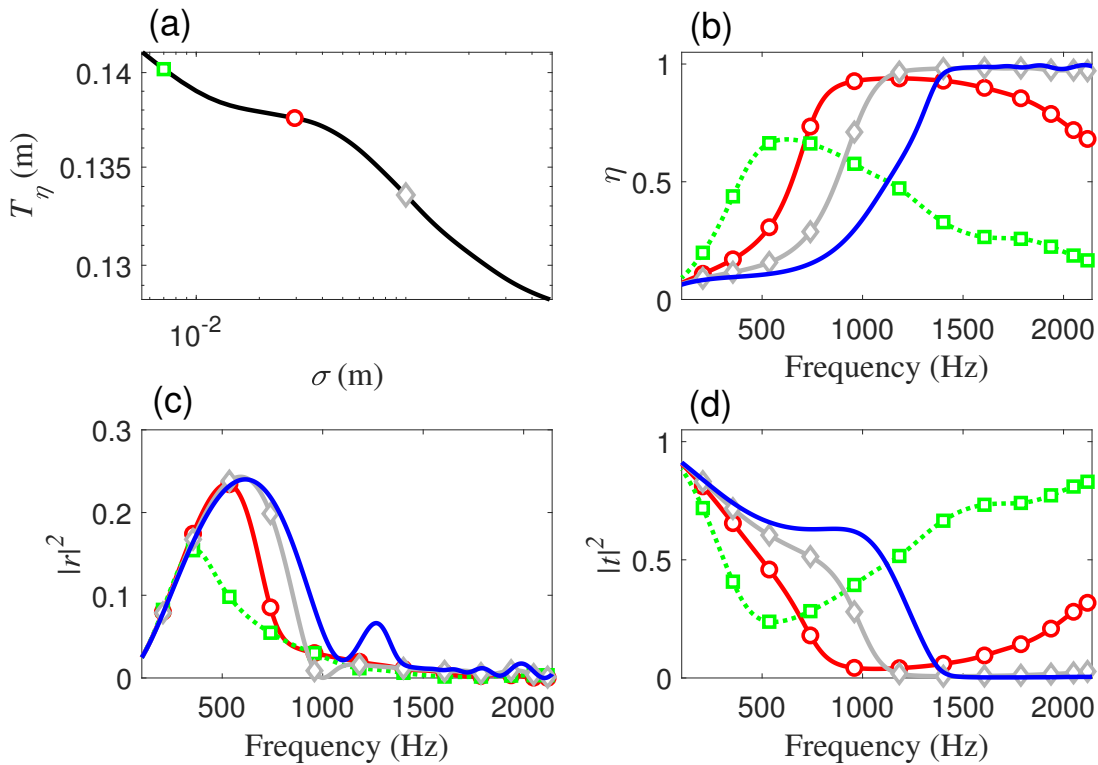 (a)
0.14
0.135
0.13
T_η (m)
10^-2
σ (m)
(b)
1
0.5
0
η
500 1000 1500 2000
Frequency (Hz)
(c)
0.3
0.2
0.1
0
|r|^2
500 1000 1500 2000
Frequency (Hz)
(d)
1
0.5
0
|t|^2
500 1000 1500 2000
Frequency (Hz)